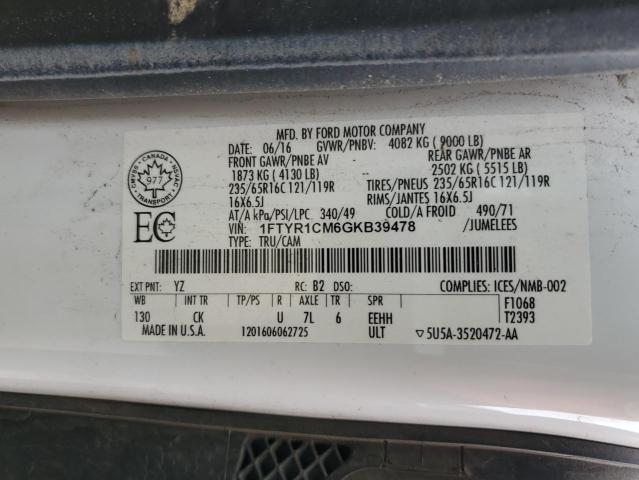 MFD. BY FORD MOTOR COMPANY
DATE: 06/16 GVWR/PNBV: 4082 KG ( 9000 LB)
FRONT GAWR/PNBE AV REAR GAWR/PNBE AR
1873 KG ( 4130 LB) 2502 KG ( 5515 LB)
235/65R16C 121/119R TIRES/PNEUS 235/65R16C 121/119R
16X6.5J RIMS/JANTES 16X6.5J
AT/A kPa/PSI/LPC 340/49 COLD/A FROID 490/71
VIN: 1FTYR1CM6GKB39478 /JUMELEES
TYPE: TRU/CAM
CANADA
CMVSS NSVAC
977
TRANSPORT
EC
EXT PNT: YZ RC: B2 DSO: COMPLIES: ICES/NMB-002
WB INT TR TP/PS R AXLE TR SPR F1068
130 CK U 7L 6 EEHH T2393
MADE IN U.S.A. 1201606062725 ULT 5U5A-3520472-AA